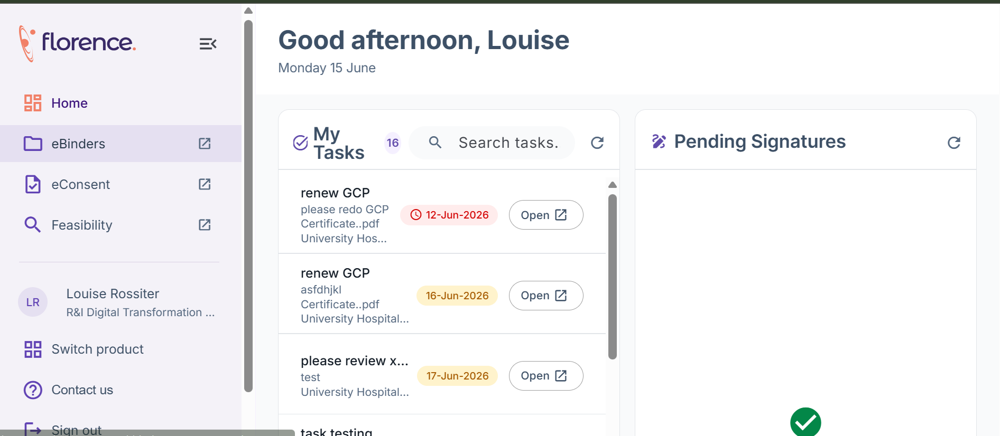 florence.
Home
eBinders
eConsent
Feasibility
LR
Louise Rossiter
R&I Digital Transformation ...
Switch product
Contact us
Sign out
Good afternoon, Louise
Monday 15 June
My
Tasks
16
Search tasks.
renew GCP
please redo GCP
Certificate..pdf
University Hos...
12-Jun-2026
Open
renew GCP
asfdhjkl
Certificate..pdf
University Hospital...
16-Jun-2026
Open
please review x...
test
University Hospital...
17-Jun-2026
Open
task testing
Pending Signatures